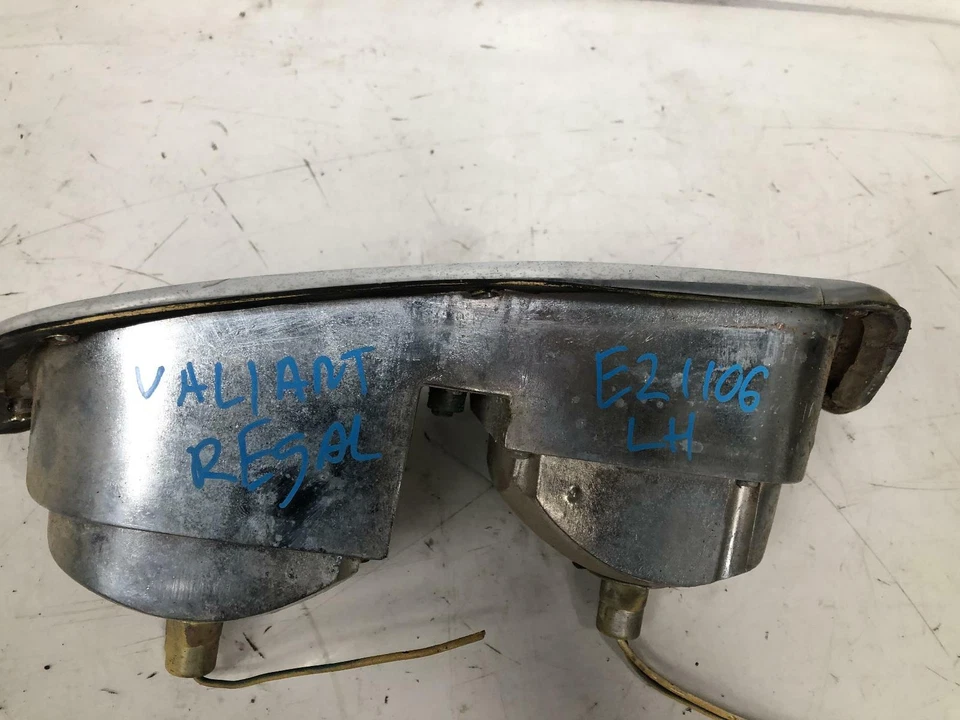 VALIANT
REGAL
E21106
LH